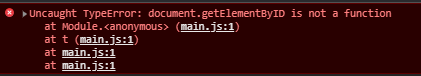 Uncaught TypeError: document.getElementByID is not a function
at Module.<anonymous> (main.js:1)
at t (main.js:1)
at main.js:1
at main.js:1